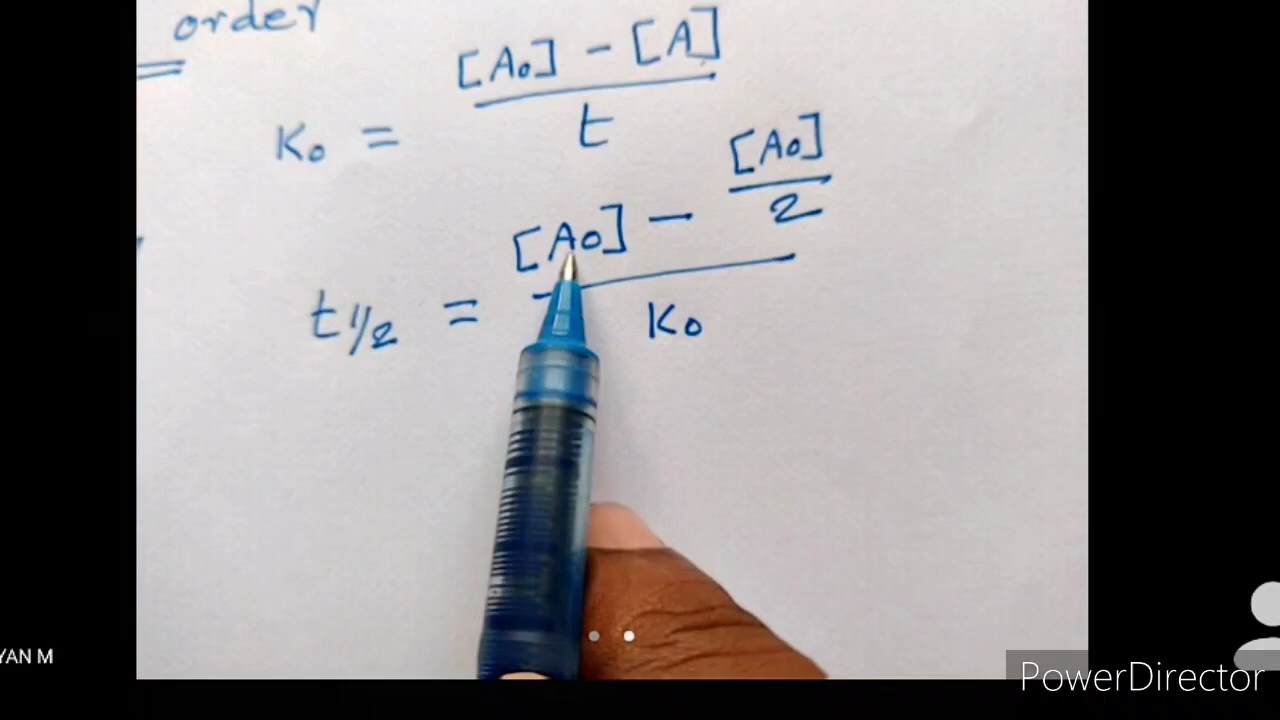 order
K₀ = [A₀] - [A] / t
t1/2 = [A₀] - [A₀]/2 / K₀
YAN M
PowerDirector